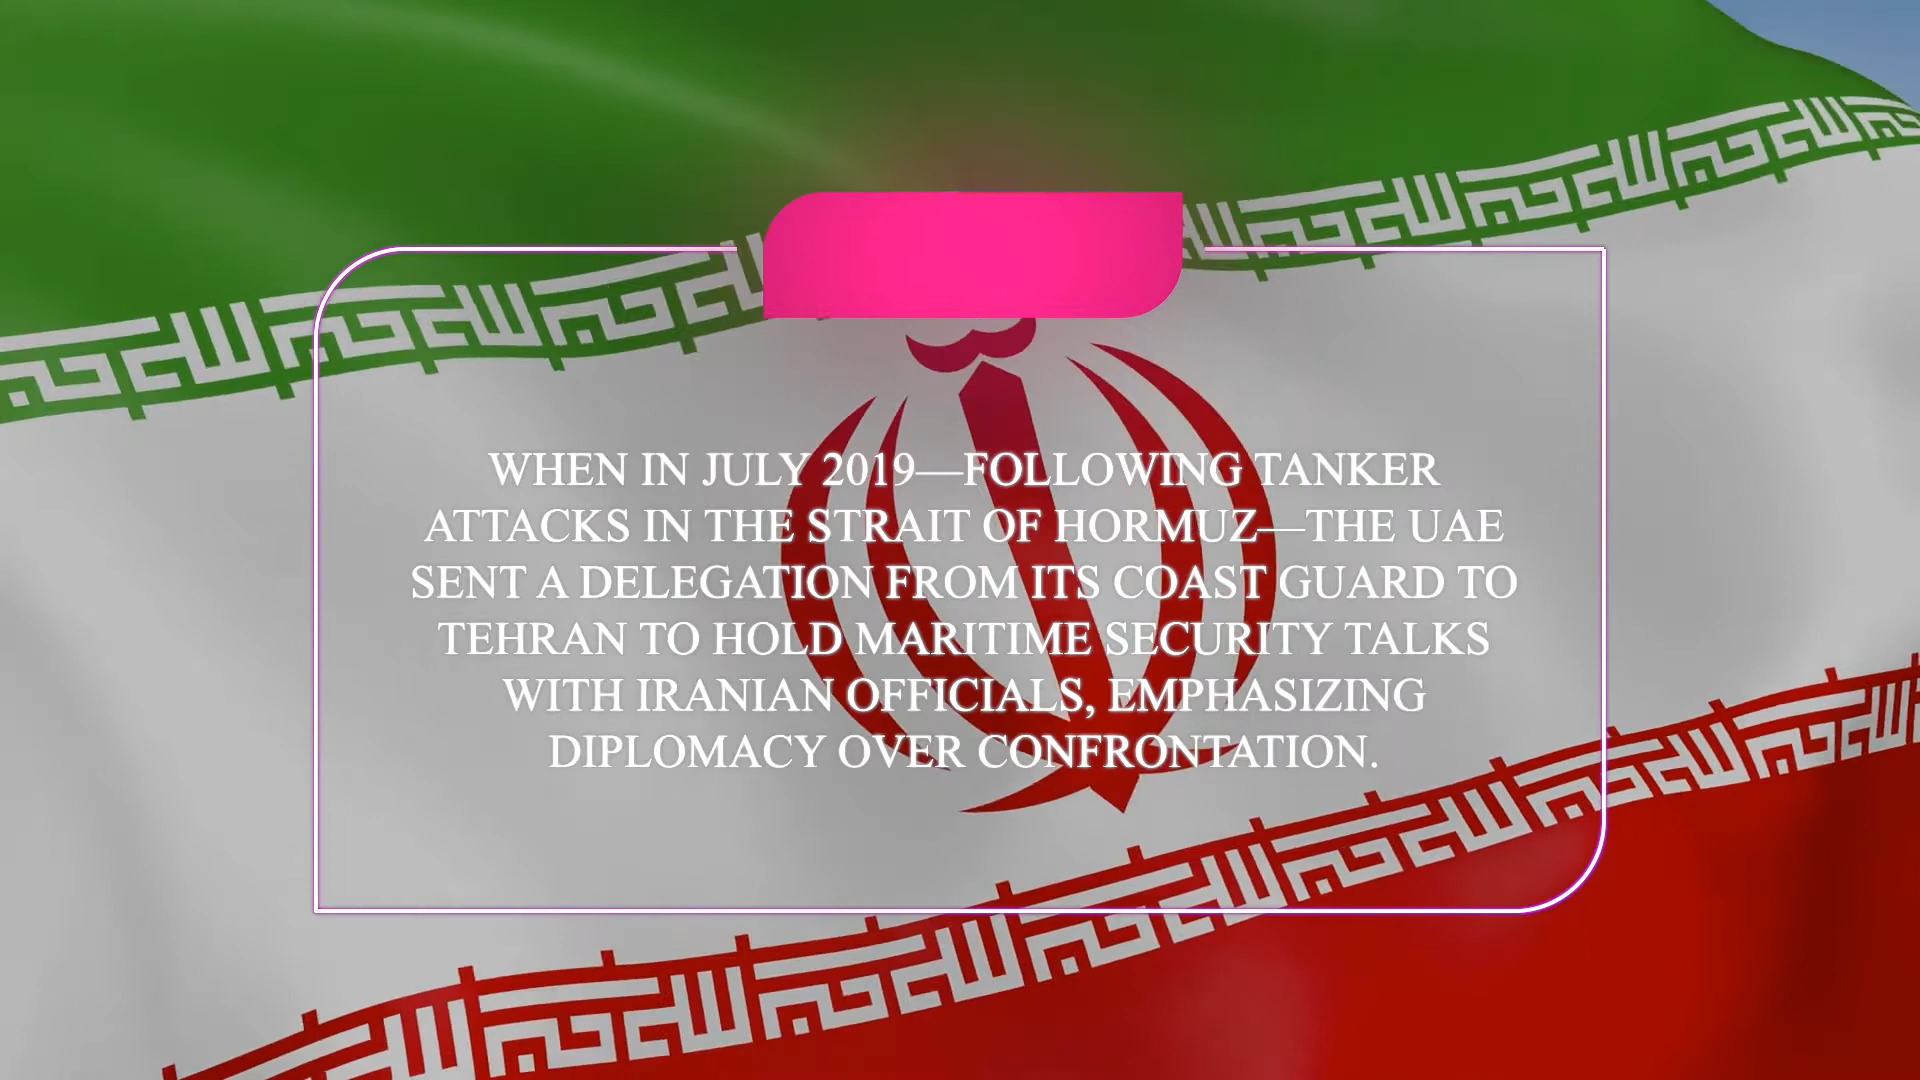 WHEN IN JULY 2019—FOLLOWING TANKER
ATTACKS IN THE STRAIT OF HORMUZ—THE UAE
SENT A DELEGATION FROM ITS COAST GUARD TO
TEHRAN TO HOLD MARITIME SECURITY TALKS
WITH IRANIAN OFFICIALS, EMPHASIZING
DIPLOMACY OVER CONFRONTATION.